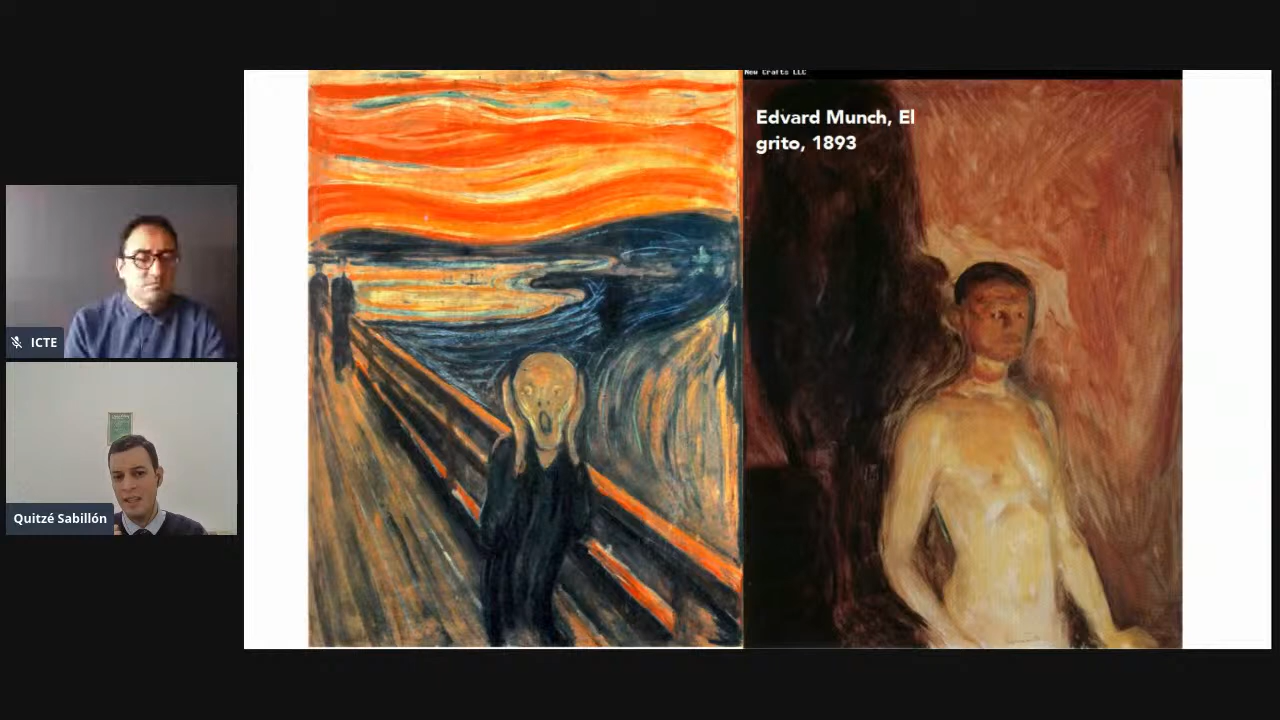 New Crafts LLC
Edvard Munch, El
grito, 1893
ICTE
Quitzé Sabillón